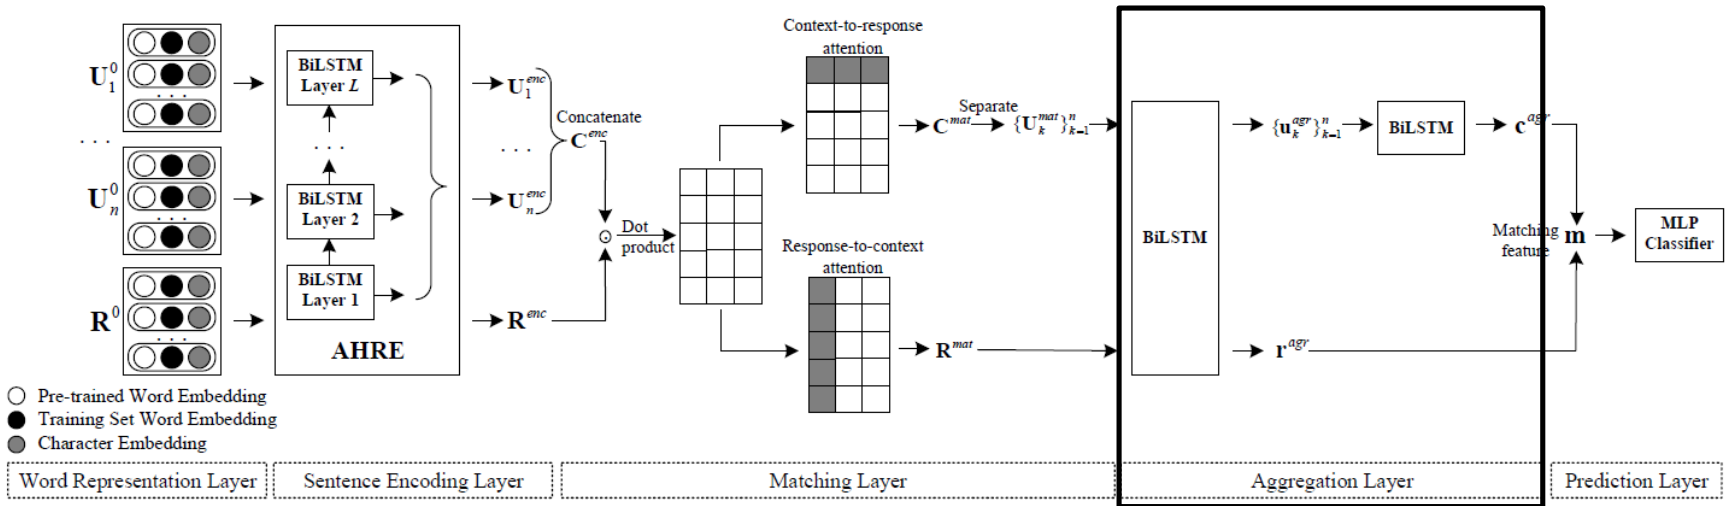 U_1^0
. . .
U_n^0
R^0
. . .
. . .
. . .
BiLSTM
Layer L
. . .
BiLSTM
Layer 2
BiLSTM
Layer 1
AHRE
U_1^{enc}
. . .
U_n^{enc}
R^{enc}
Concatenate
C^{enc}
⊙
Dot
product
Context-to-response
attention
Response-to-context
attention
C^{mat}
Separate
{U_k^{mat}}_{k=1}^n
R^{mat}
BiLSTM
{u_k^{agr}}_{k=1}^n
BiLSTM
c^{agr}
r^{agr}
Matching
feature
m
MLP
Classifier
Pre-trained Word Embedding
Training Set Word Embedding
Character Embedding
Word Representation Layer
Sentence Encoding Layer
Matching Layer
Aggregation Layer
Prediction Layer